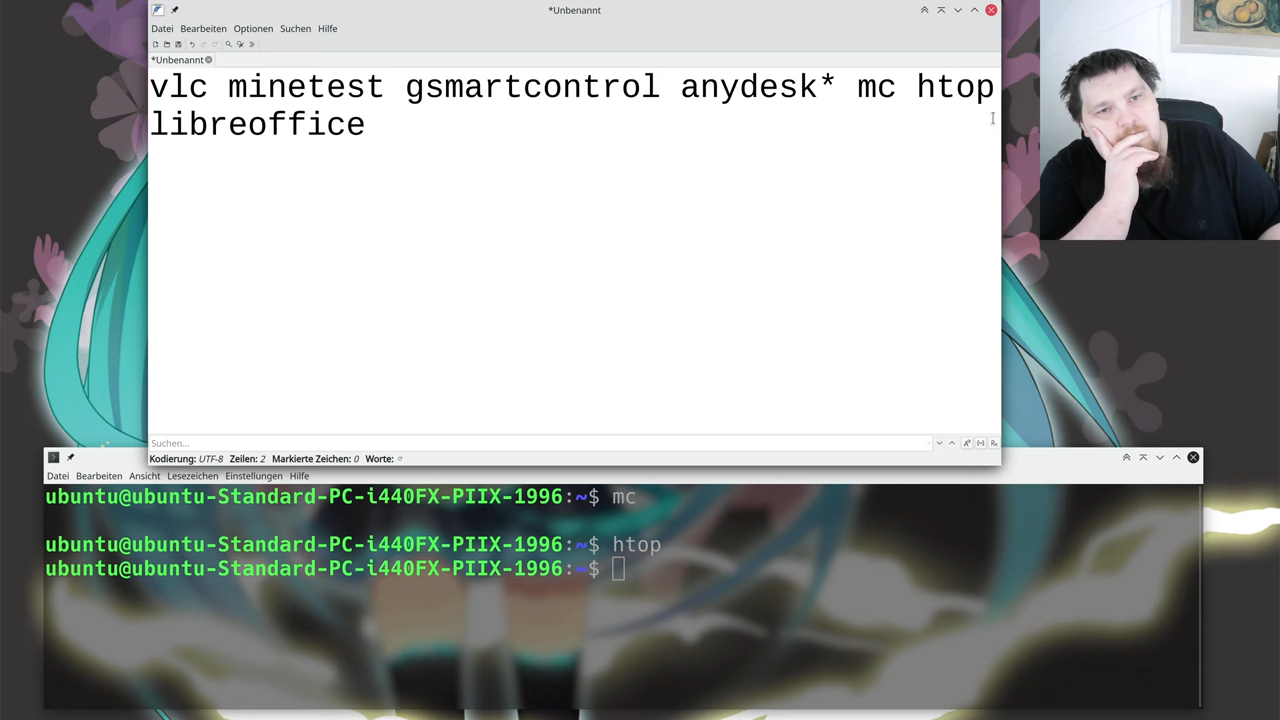 *Unbenannt
Datei Bearbeiten Optionen Suchen Hilfe
*Unbenannt
vlc minetest gsmartcontrol anydesk* mc htop
libreoffice
Suchen...
Kodierung: UTF-8 Zeilen: 2 Markierte Zeichen: 0 Worte:
Datei Bearbeiten Ansicht Lesezeichen Einstellungen Hilfe
ubuntu@ubuntu-Standard-PC-i440FX-PIIX-1996:~$ mc
ubuntu@ubuntu-Standard-PC-i440FX-PIIX-1996:~$ htop
ubuntu@ubuntu-Standard-PC-i440FX-PIIX-1996:~$